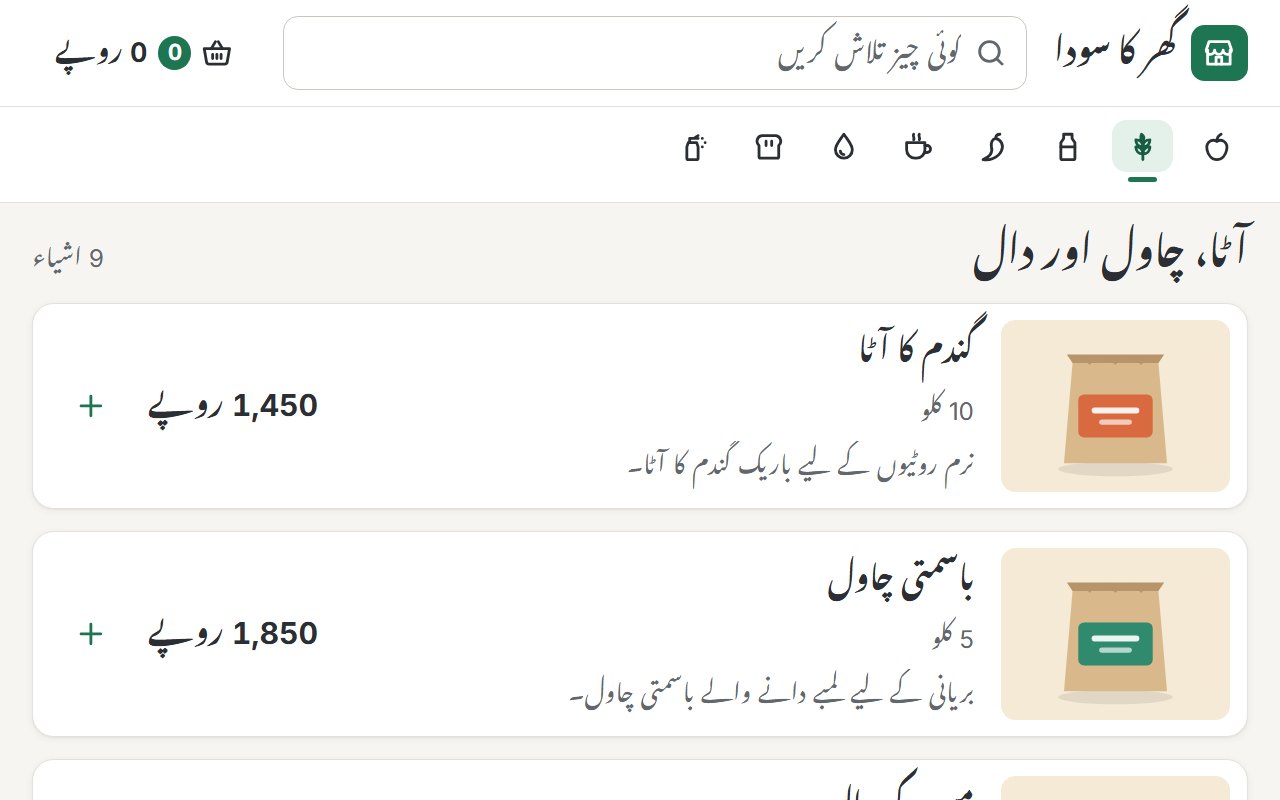 گھر کا سودا
کوئی چیز تلاش کریں
0
0 روپے
آٹا، چاول اور دال
9 اشیاء
گندم کا آٹا
10 کلو
نرم روٹیوں کے لیے باریک گندم کا آٹا۔
1,450 روپے
باسمتی چاول
5 کلو
بریانی کے لیے لمبے دانے والے باسمتی چاول۔
1,850 روپے